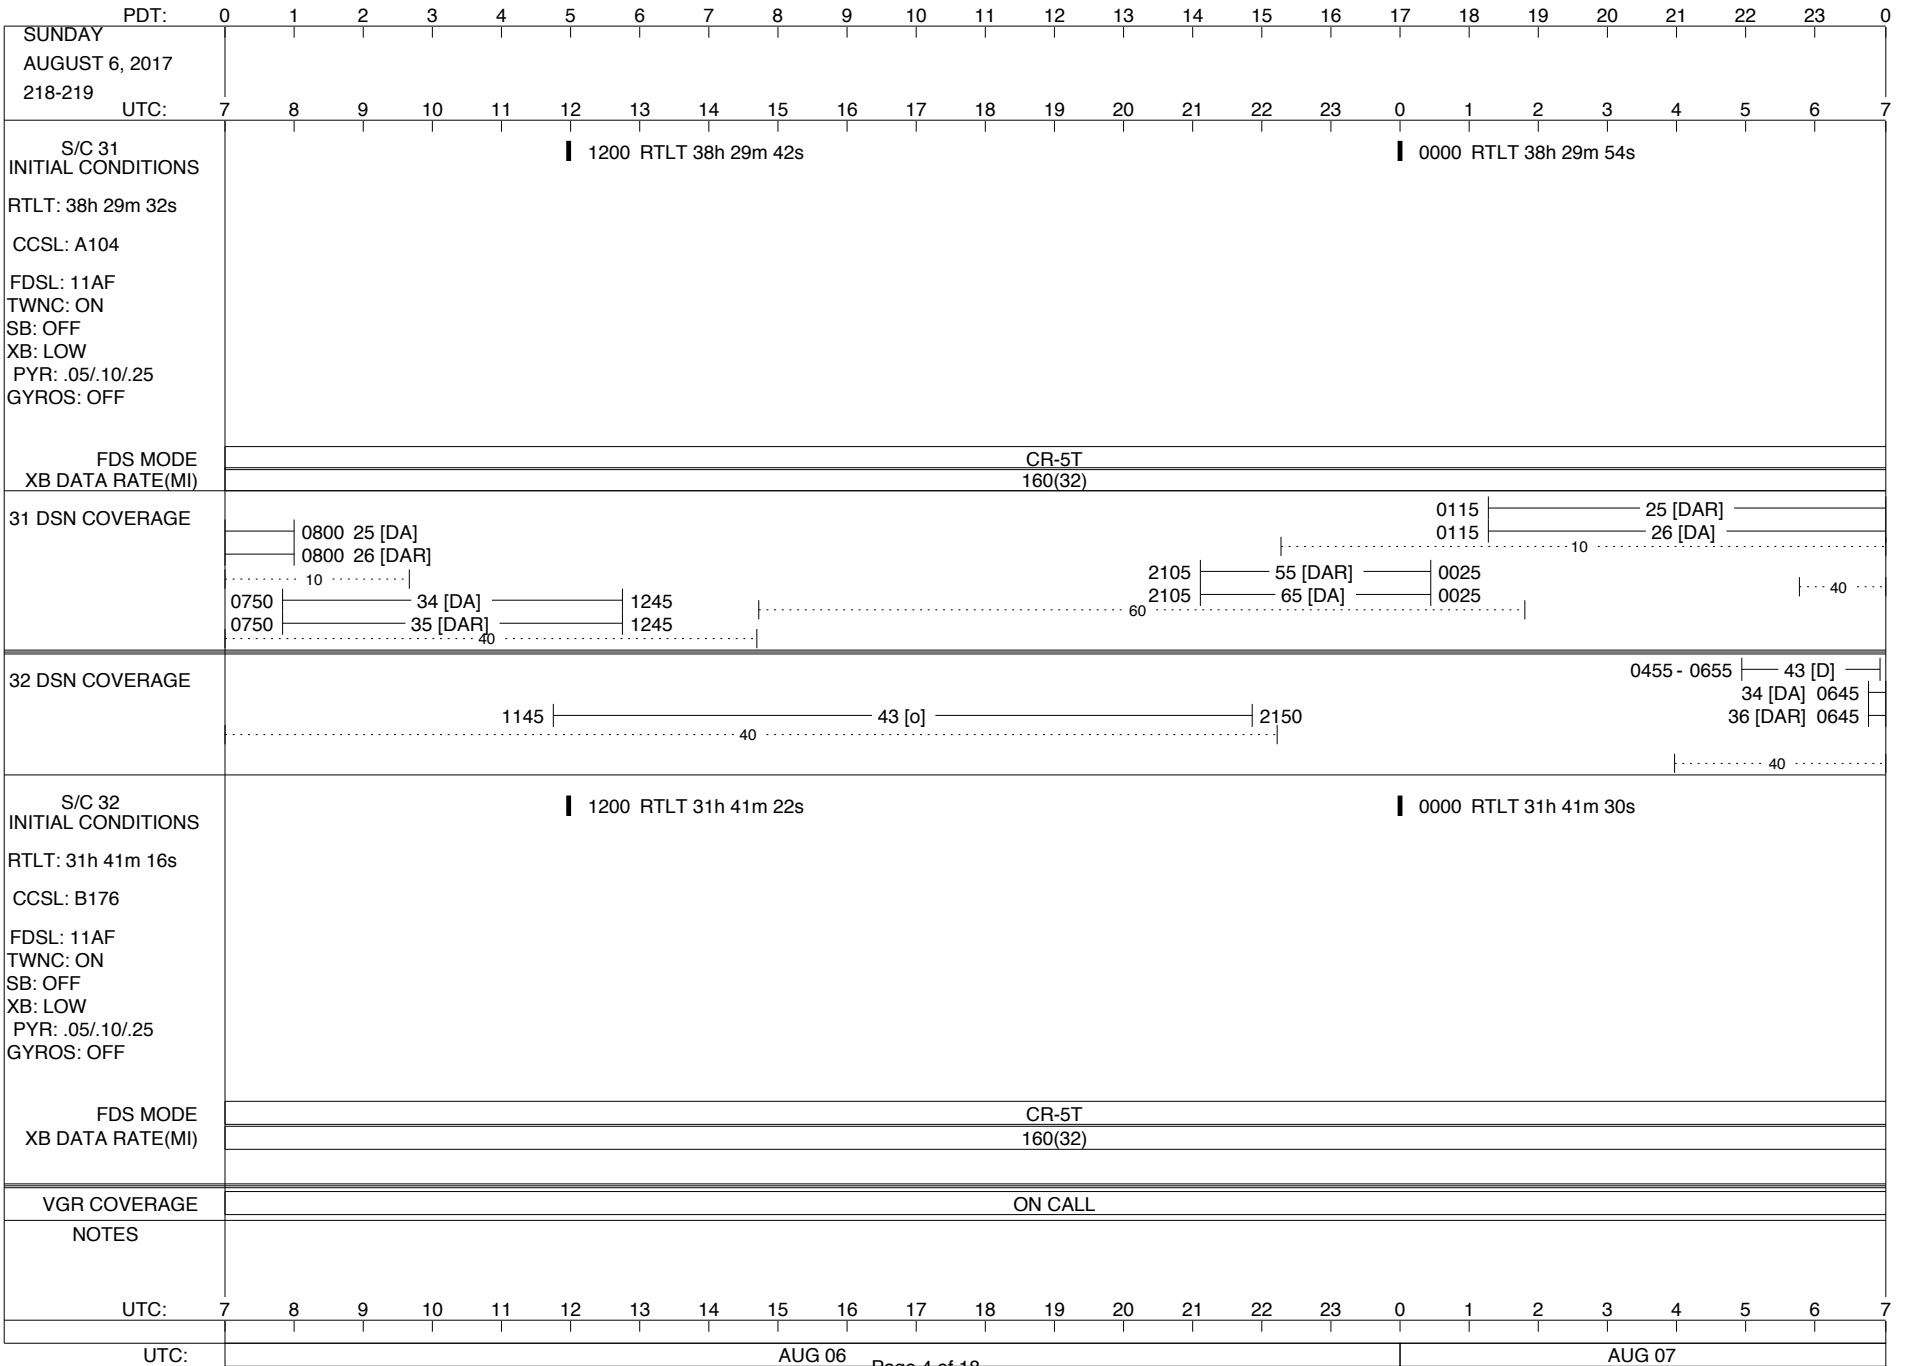 PDT: 0 1 2 3 4 5 6 7 8 9 10 11 12 13 14 15 16 17 18 19 20 21 22 23 0
SUNDAY
AUGUST 6, 2017
218-219
UTC: 7 8 9 10 11 12 13 14 15 16 17 18 19 20 21 22 23 0 1 2 3 4 5 6 7
S/C 31
INITIAL CONDITIONS
1200 RTLT 38h 29m 42s
0000 RTLT 38h 29m 54s
RTLT: 38h 29m 32s
CCSL: A104
FDSL: 11AF
TWNC: ON
SB: OFF
XB: LOW
PYR: .05/.10/.25
GYROS: OFF
FDS MODE CR-5T
XB DATA RATE(MI) 160(32)
31 DSN COVERAGE
0115 25 [DAR]
0800 25 [DA] 0115 26 [DA]
0800 26 [DAR] 10
10 2105 55 [DAR] 0025
40
0750 34 [DA] 1245 2105 65 [DA] 0025
60
0750 35 [DAR] 1245
40
32 DSN COVERAGE
0455 - 0655 43 [D]
34 [DA] 0645
1145 43 [o] 2150 36 [DAR] 0645
40
40
S/C 32
INITIAL CONDITIONS
1200 RTLT 31h 41m 22s
0000 RTLT 31h 41m 30s
RTLT: 31h 41m 16s
CCSL: B176
FDSL: 11AF
TWNC: ON
SB: OFF
XB: LOW
PYR: .05/.10/.25
GYROS: OFF
FDS MODE CR-5T
XB DATA RATE(MI) 160(32)
VGR COVERAGE ON CALL
NOTES
UTC: 7 8 9 10 11 12 13 14 15 16 17 18 19 20 21 22 23 0 1 2 3 4 5 6 7
UTC: AUG 06 AUG 07
Page 4 of 18